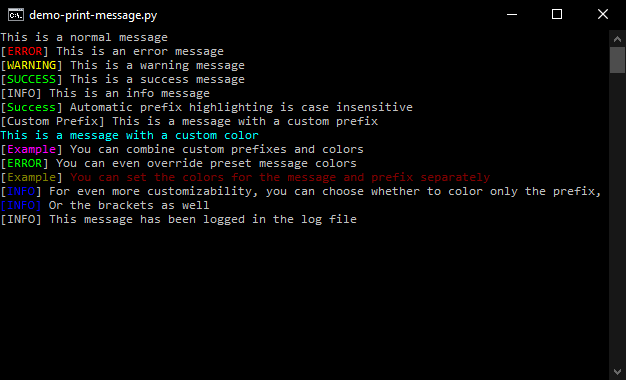 demo-print-message.py
This is a normal message
[ERROR] This is an error message
[WARNING] This is a warning message
[SUCCESS] This is a success message
[INFO] This is an info message
[Success] Automatic prefix highlighting is case insensitive
[Custom Prefix] This is a message with a custom prefix
This is a message with a custom color
[Example] You can combine custom prefixes and colors
[ERROR] You can even override preset message colors
[Example] You can set the colors for the message and prefix separately
[INFO] For even more customizability, you can choose whether to color only the prefix,
[INFO] Or the brackets as well
[INFO] This message has been logged in the log file